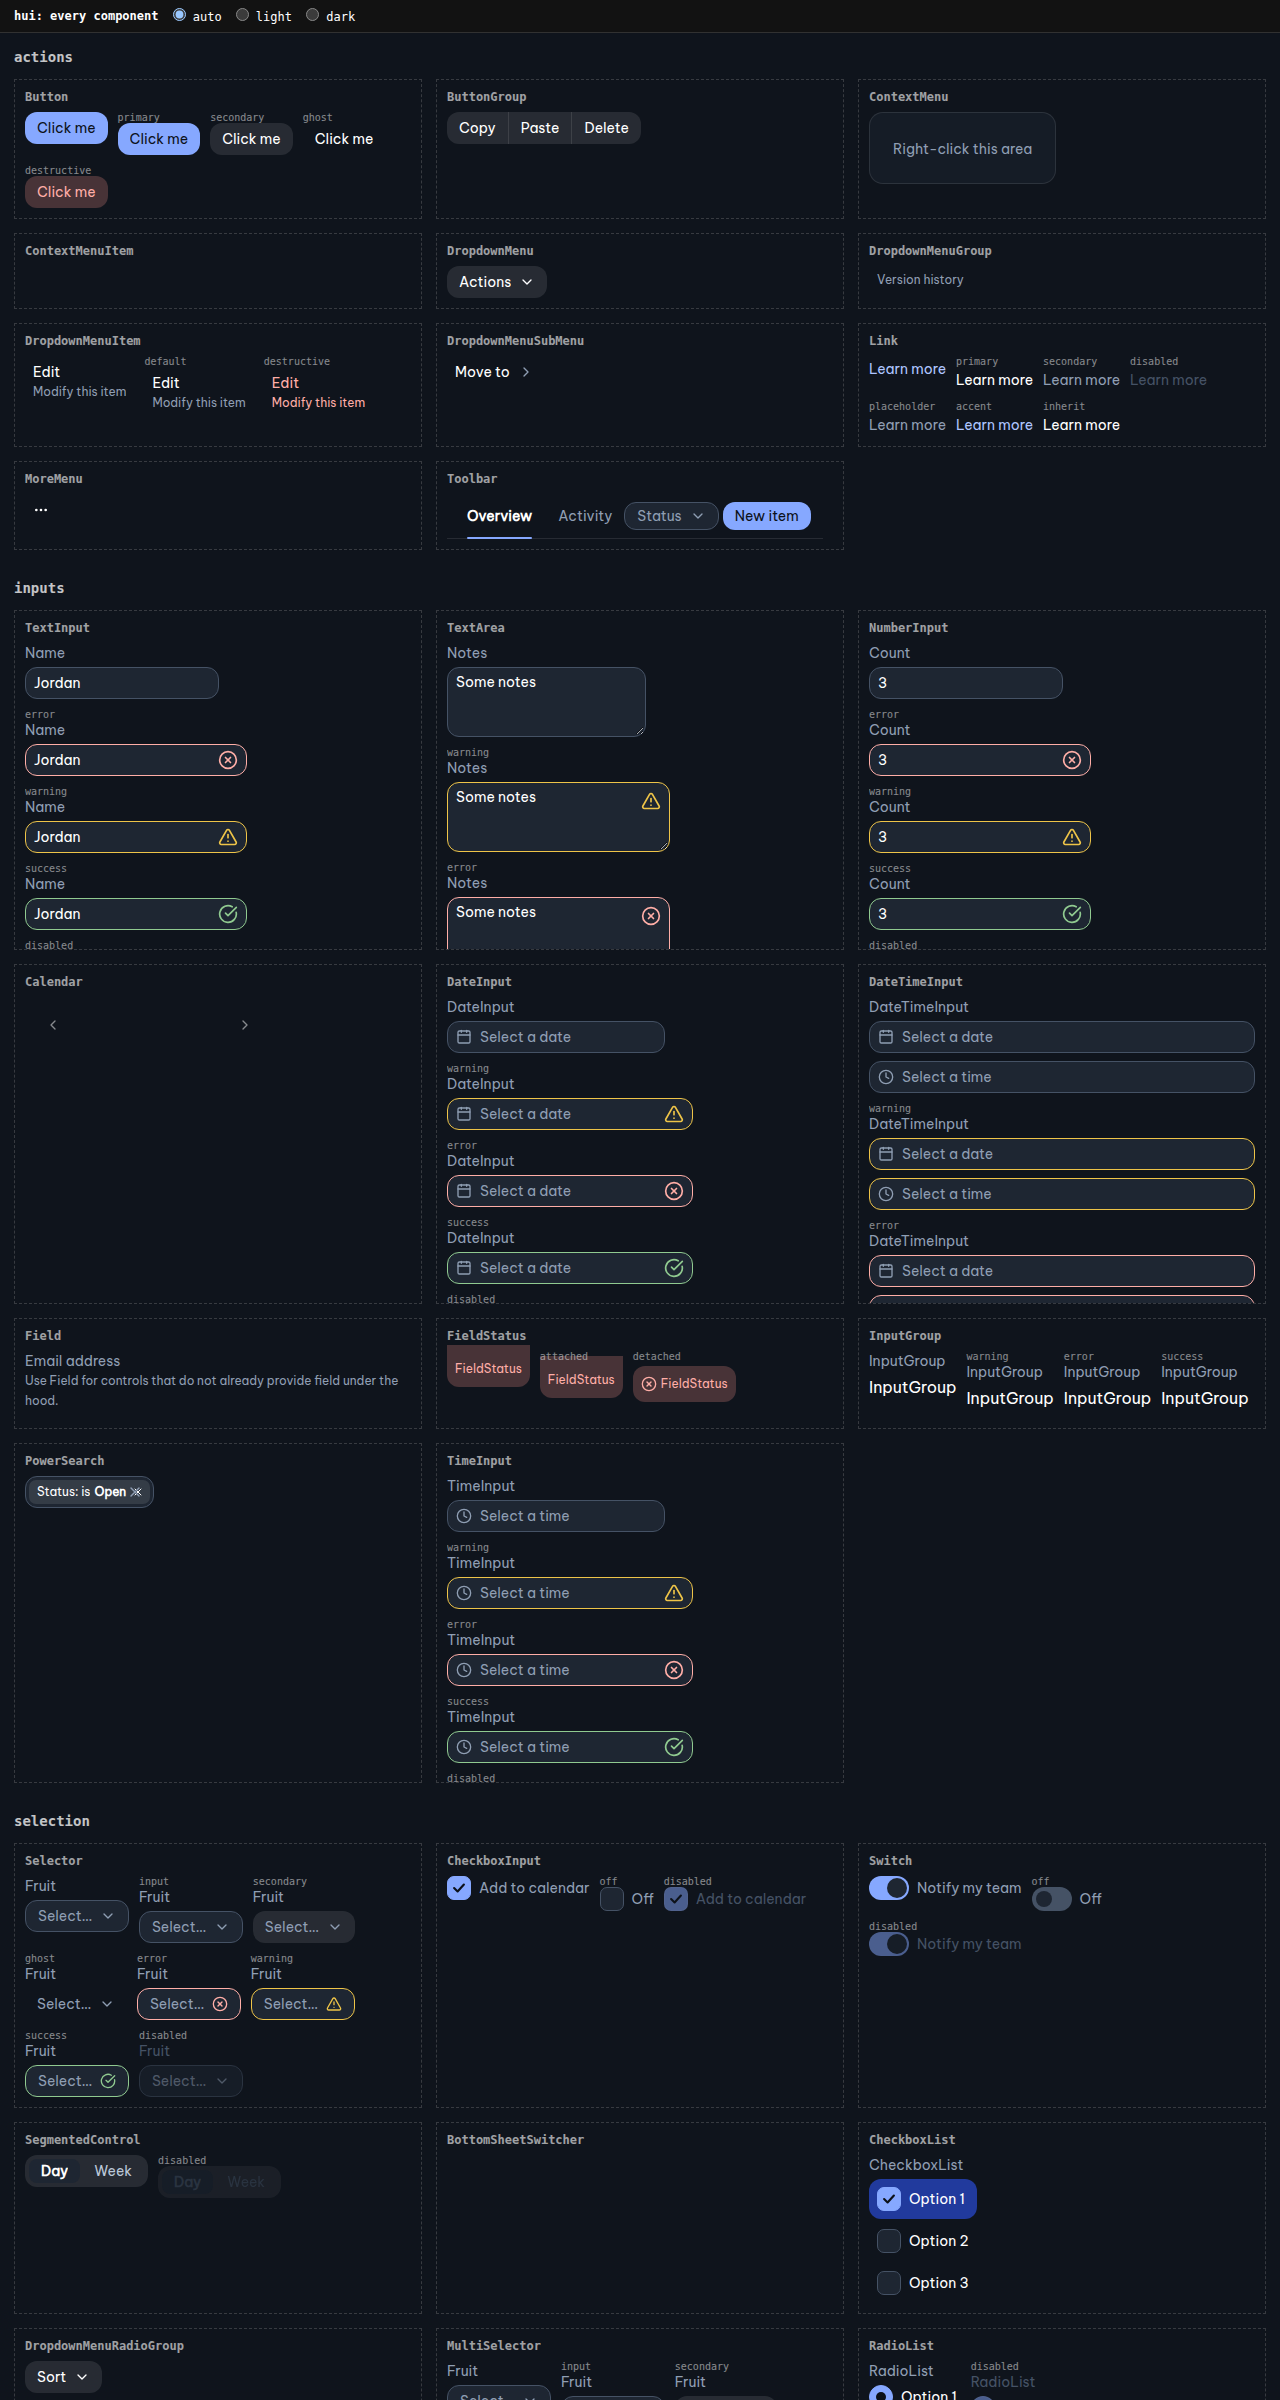 hui: every component auto light dark
actions
Button
primary secondary ghost
Click me Click me Click me Click me
destructive
Click me
ButtonGroup
Copy Paste Delete
ContextMenu
Right-click this area
ContextMenuItem
DropdownMenu
Actions
DropdownMenuGroup
Version history
DropdownMenuItem
default destructive
Edit Edit Edit
Modify this item Modify this item Modify this item
DropdownMenuSubMenu
Move to
Link
primary secondary disabled
Learn more Learn more Learn more Learn more
placeholder accent inherit
Learn more Learn more Learn more
MoreMenu
Toolbar
Overview Activity Status New item
inputs
TextInput
Name
Jordan
error
Name
Jordan
warning
Name
Jordan
success
Name
Jordan
disabled
TextArea
Notes
Some notes
warning
Notes
Some notes
error
Notes
Some notes
NumberInput
Count
3
error
Count
3
warning
Count
3
success
Count
3
disabled
Calendar
DateInput
DateInput
Select a date
warning
DateInput
Select a date
error
DateInput
Select a date
success
DateInput
Select a date
disabled
DateTimeInput
DateTimeInput
Select a date
Select a time
warning
DateTimeInput
Select a date
Select a time
error
DateTimeInput
Select a date
Field
Email address
Use Field for controls that do not already provide field under the
hood.
FieldStatus
attached detached
FieldStatus FieldStatus FieldStatus
InputGroup
warning error success
InputGroup InputGroup InputGroup InputGroup
InputGroup InputGroup InputGroup InputGroup
PowerSearch
Status: is Open
TimeInput
TimeInput
Select a time
warning
TimeInput
Select a time
error
TimeInput
Select a time
success
TimeInput
Select a time
disabled
selection
Selector
input secondary
Fruit Fruit Fruit
Select... Select... Select...
ghost error warning
Fruit Fruit Fruit
Select... Select... Select...
success disabled
Fruit Fruit
Select... Select...
CheckboxInput
off disabled
Add to calendar Off Add to calendar
Switch
off
Notify my team Off
disabled
Notify my team
SegmentedControl
disabled
Day Week Day Week
BottomSheetSwitcher
CheckboxList
CheckboxList
Option 1
Option 2
Option 3
DropdownMenuRadioGroup
Sort
MultiSelector
input secondary
Fruit Fruit Fruit
Select...
RadioList
disabled
RadioList RadioList
Option 1